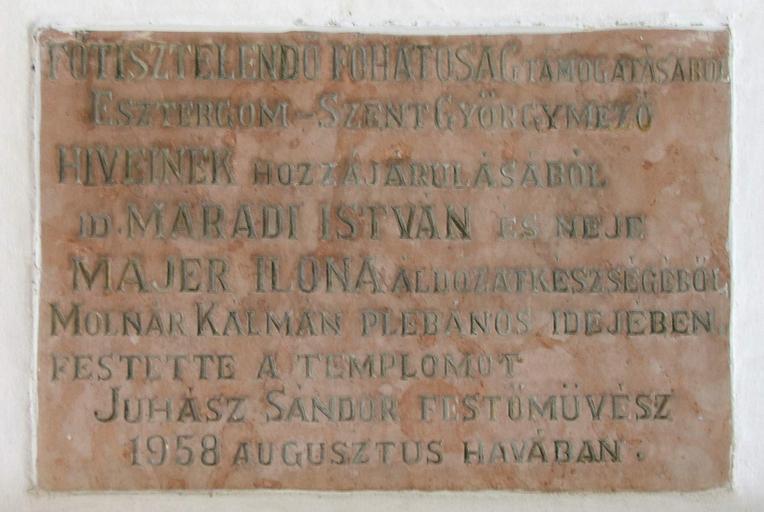 FŐTISZTELENDŐ FŐHATÓSÁG TÁMOGATÁSÁBÓL
ESZTERGOM-SZENTGYÖRGYMEZŐ
HIVEINEK HOZZÁJÁRULÁSÁBÓL
ID. MARADI ISTVÁN ÉS NEJE
MAJER ILONA ÁLDOZATKÉSZSÉGÉBŐL
MOLNÁR KÁLMÁN PLÉBÁNOS IDEJÉBEN
FESTETTE A TEMPLOMOT
JUHÁSZ SÁNDOR FESTŐMŰVÉSZ
1958 AUGUSZTUS HAVÁBAN.